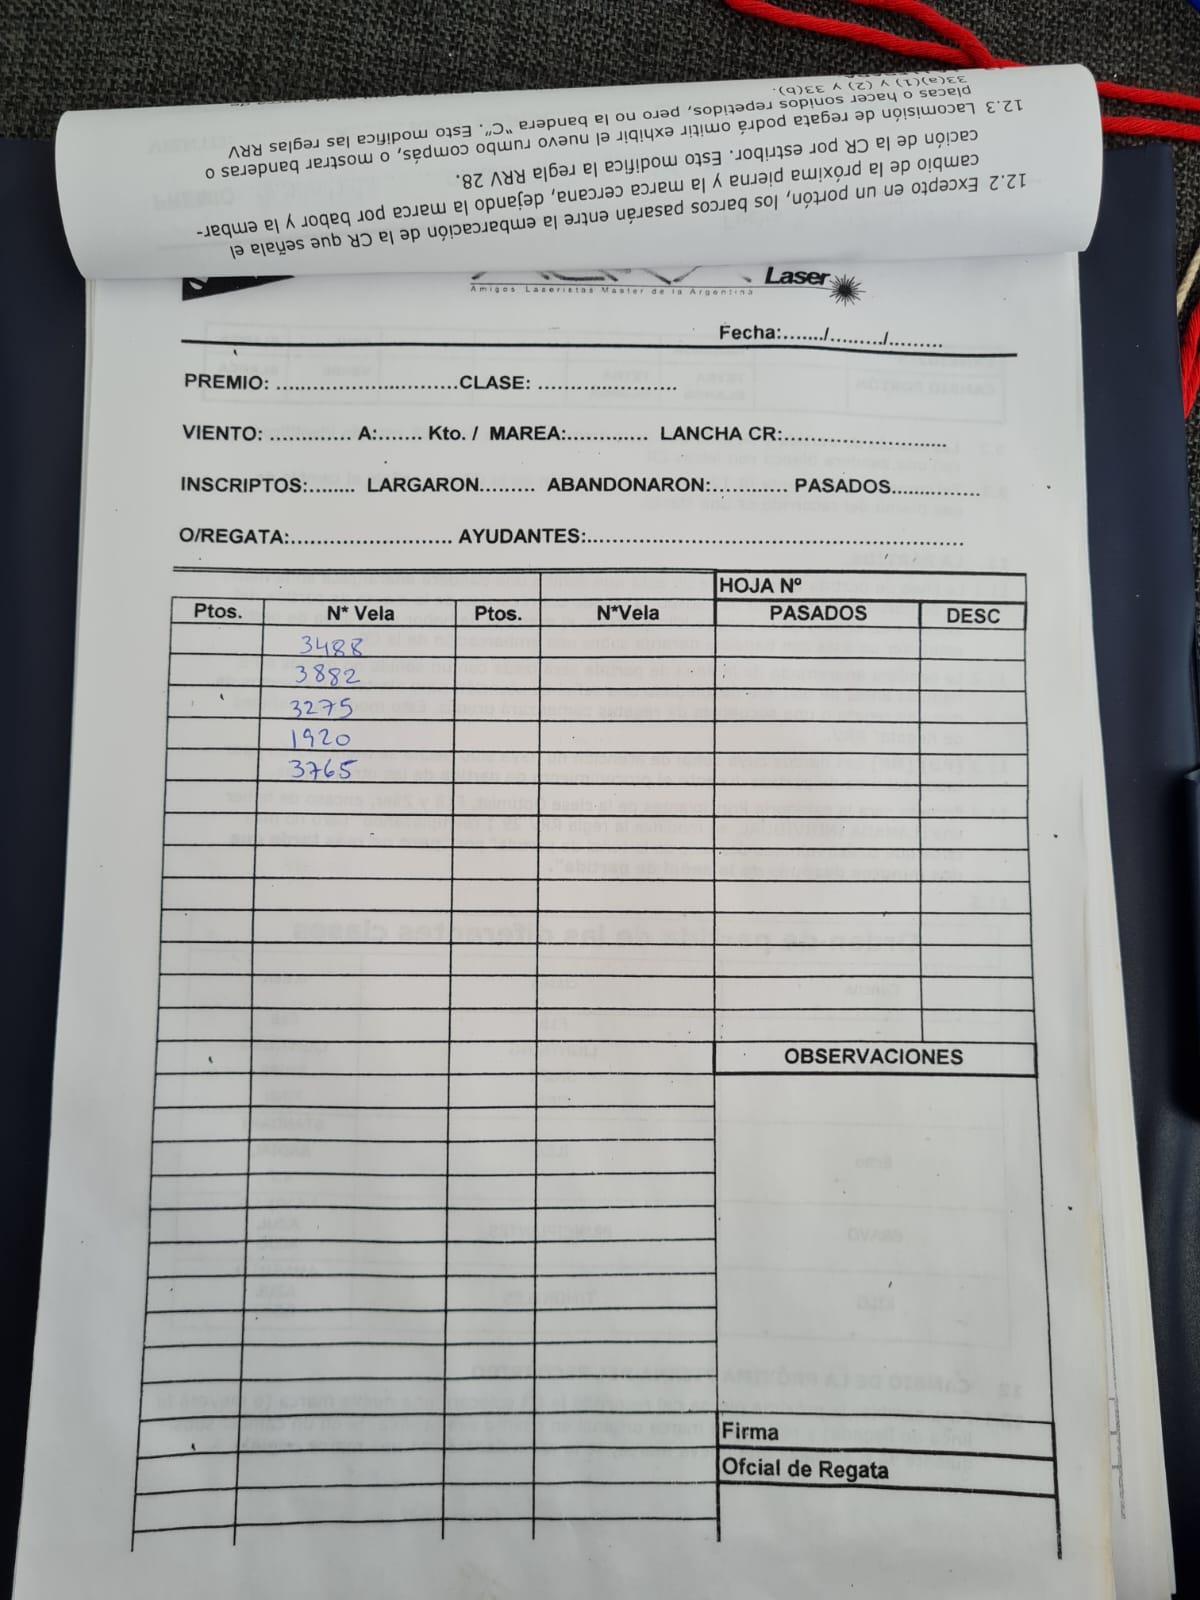 33(a)(1) y (2) y 33(b).
placas o hacer sonidos repetidos, pero no la bandera "C". Esto modifica las reglas RRV
12.3 Lacomisión de regata podrá omitir exhibir el nuevo rumbo compás, o mostrar banderas o
cación de la CR por estribor. Esto modifica la regla RRV 28.
cambio de la próxima pierna y la marca cercana, dejando la marca por babor y la embar-
12.2 Excepto en un portón, los barcos pasarán entre la embarcación de la CR que señala el
Laser
Amigos Laseristas Master de la Argentina
Fecha:......./........./.........
PREMIO: ..............................CLASE: .......................
VIENTO: ............. A:....... Kto. / MAREA:............. LANCHA CR:...........................
INSCRIPTOS:........ LARGARON......... ABANDONARON:............ PASADOS...............
O/REGATA:.......................... AYUDANTES:..............................................................
HOJA Nº
Ptos. N* Vela Ptos. N*Vela PASADOS DESC
3488
3882
3275
1920
3765
OBSERVACIONES
Firma
Ofcial de Regata